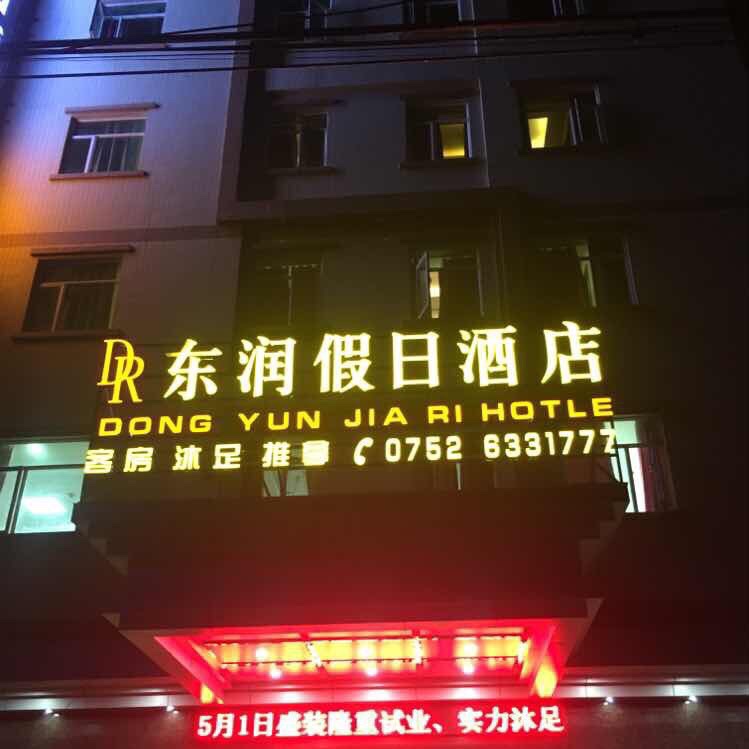 DR 东润假日酒店
DONG YUN JIA RI HOTLE
客房 沐足 推拿 0752 6331777
5月1日盛装隆重试业、实力沐足